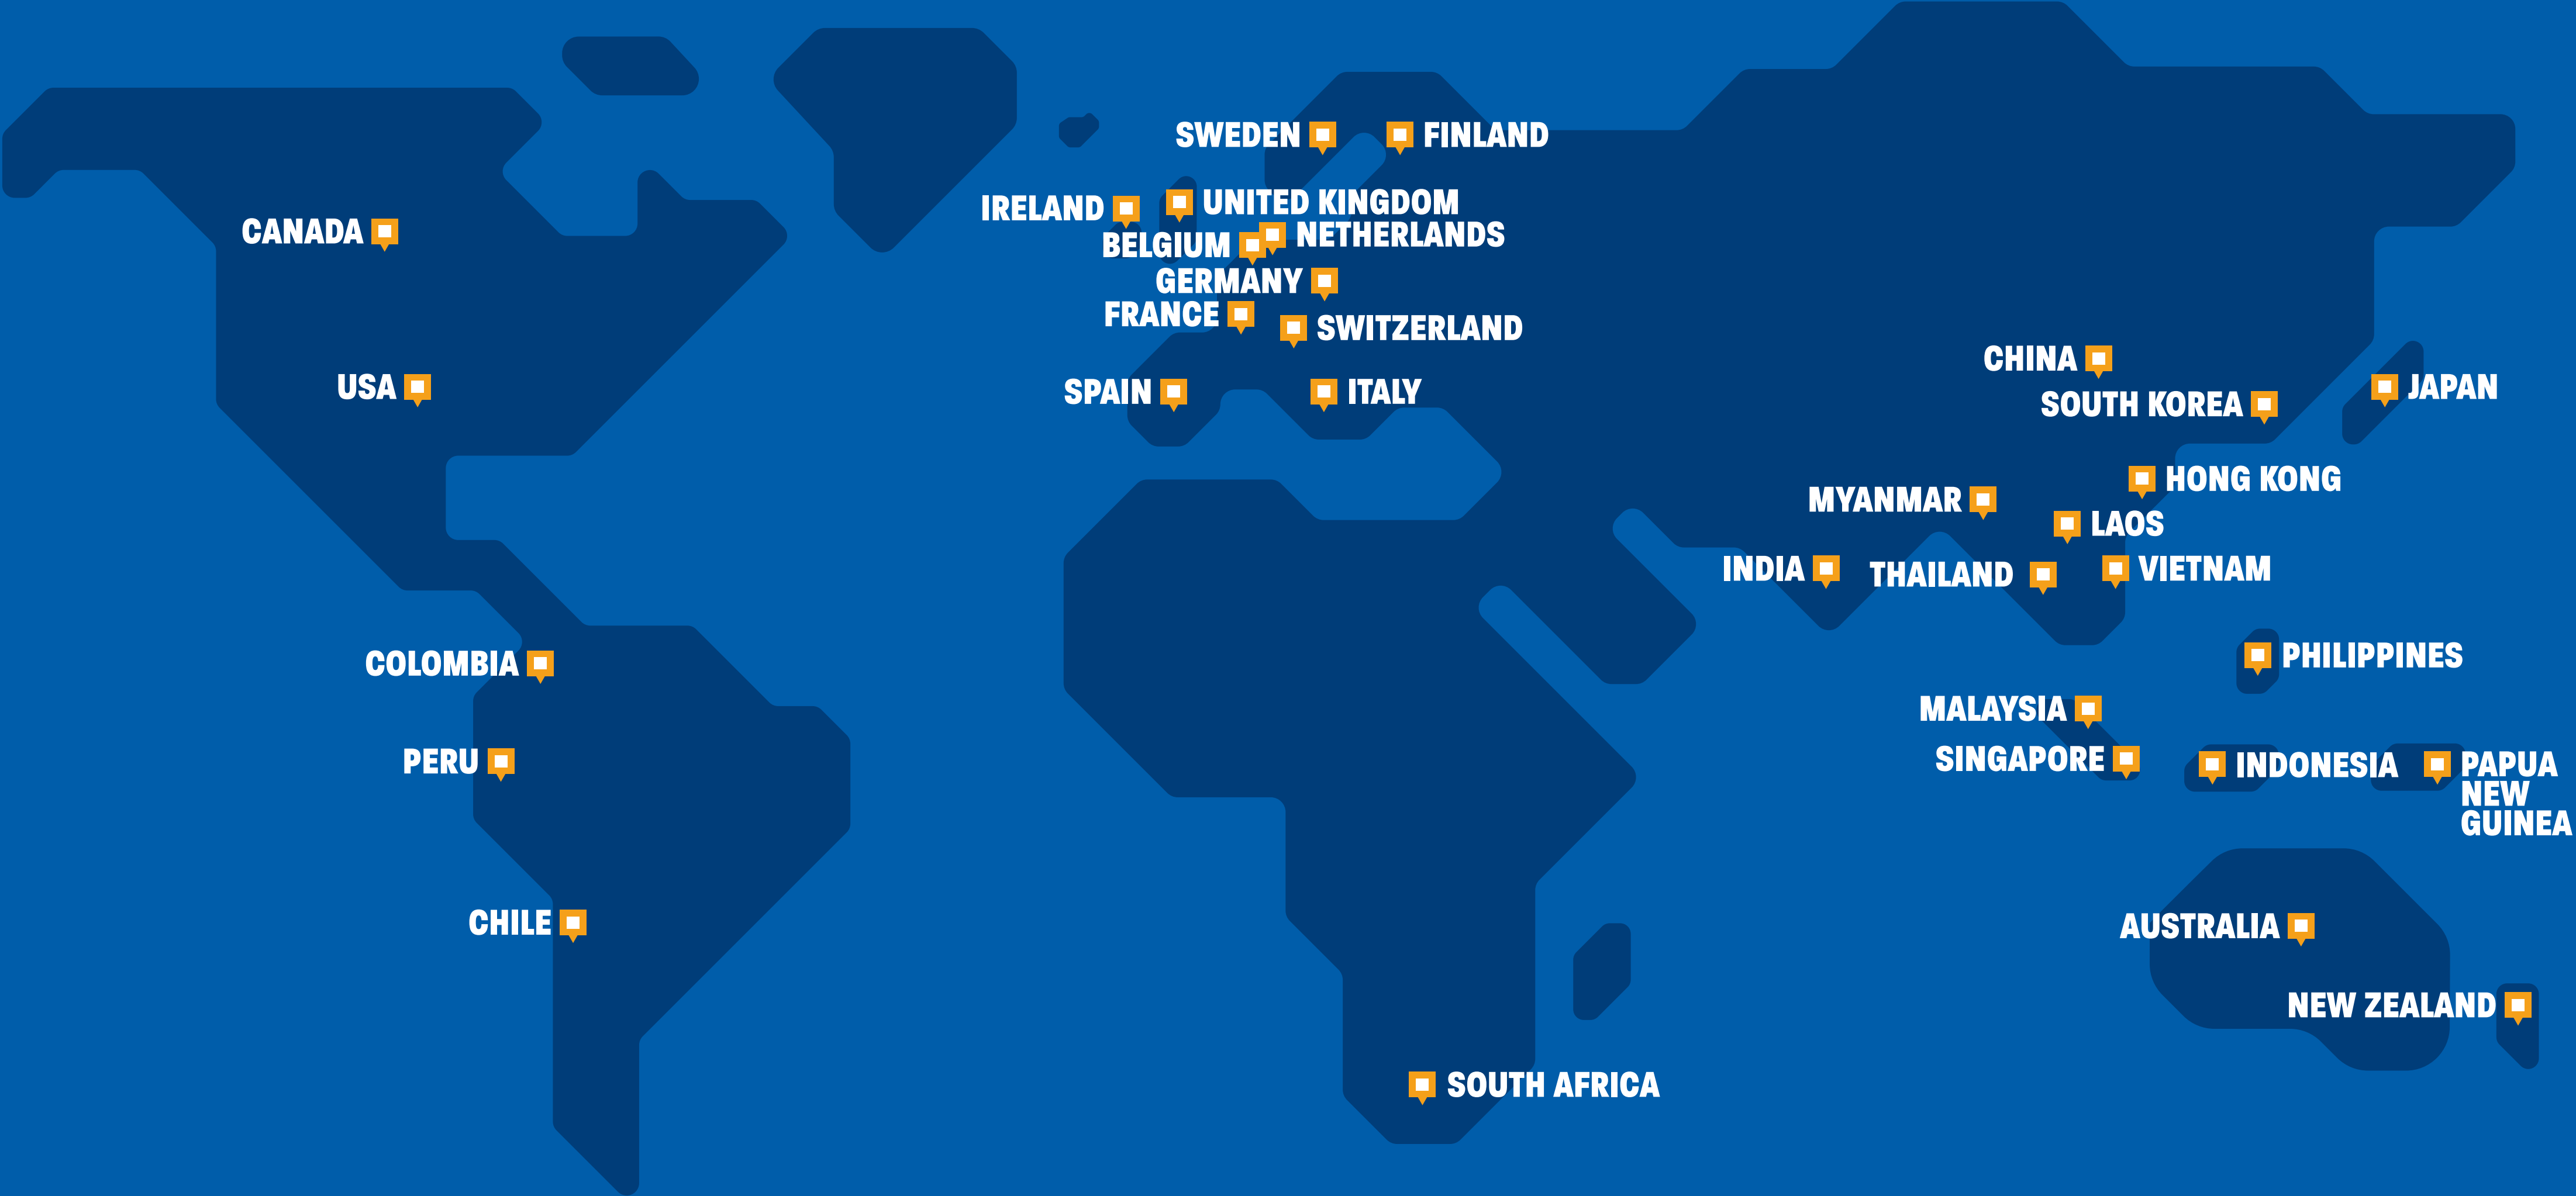 SWEDEN
FINLAND
IRELAND
UNITED KINGDOM
CANADA
BELGIUM
NETHERLANDS
GERMANY
FRANCE
SWITZERLAND
CHINA
USA
SPAIN
ITALY
SOUTH KOREA
JAPAN
HONG KONG
MYANMAR
LAOS
INDIA
THAILAND
VIETNAM
COLOMBIA
PHILIPPINES
MALAYSIA
PERU
SINGAPORE
INDONESIA
PAPUA
NEW
GUINEA
CHILE
AUSTRALIA
NEW ZEALAND
SOUTH AFRICA